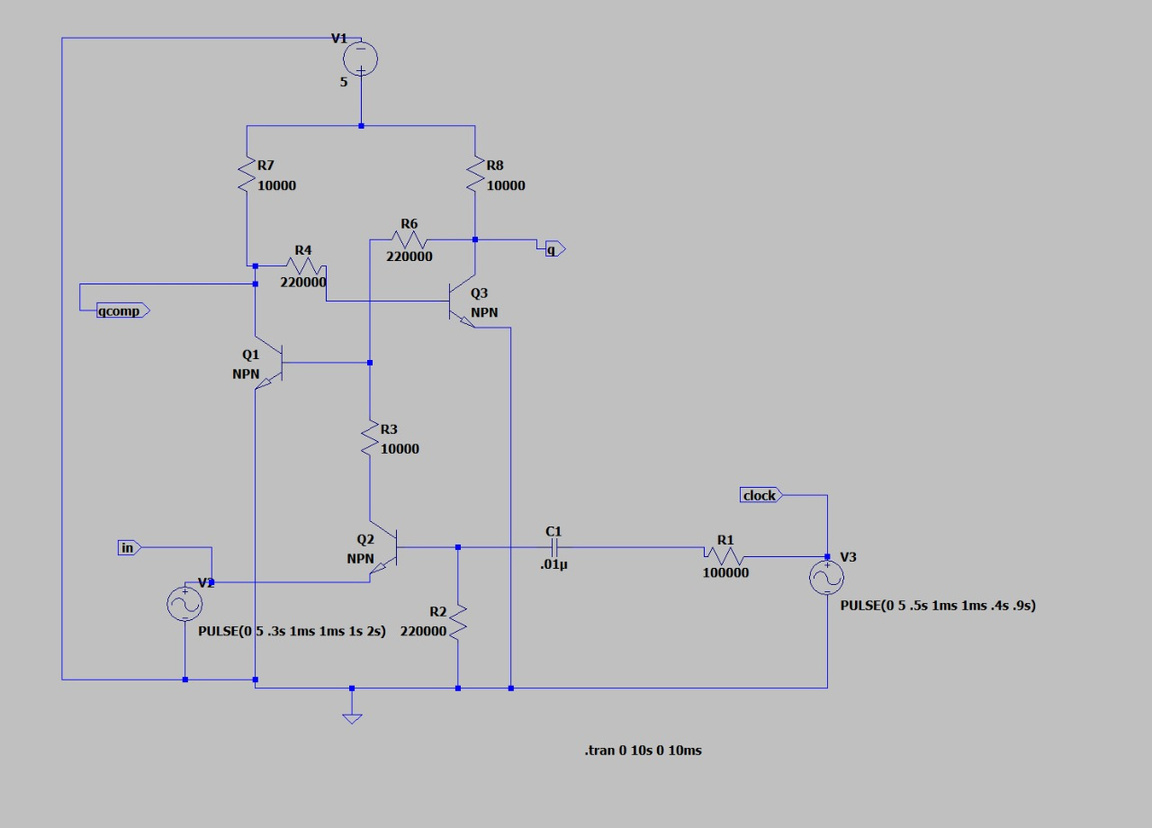 V1
5
R7
10000
R8
10000
R6
220000
q
R4
220000
Q3
NPN
qcomp
Q1
NPN
R3
10000
clock
Q2
NPN
C1
.01µ
R1
100000
V3
PULSE(0 5 .5s 1ms 1ms .4s .9s)
in
V2
PULSE(0 5 .3s 1ms 1ms 1s 2s)
R2
220000
.tran 0 10s 0 10ms